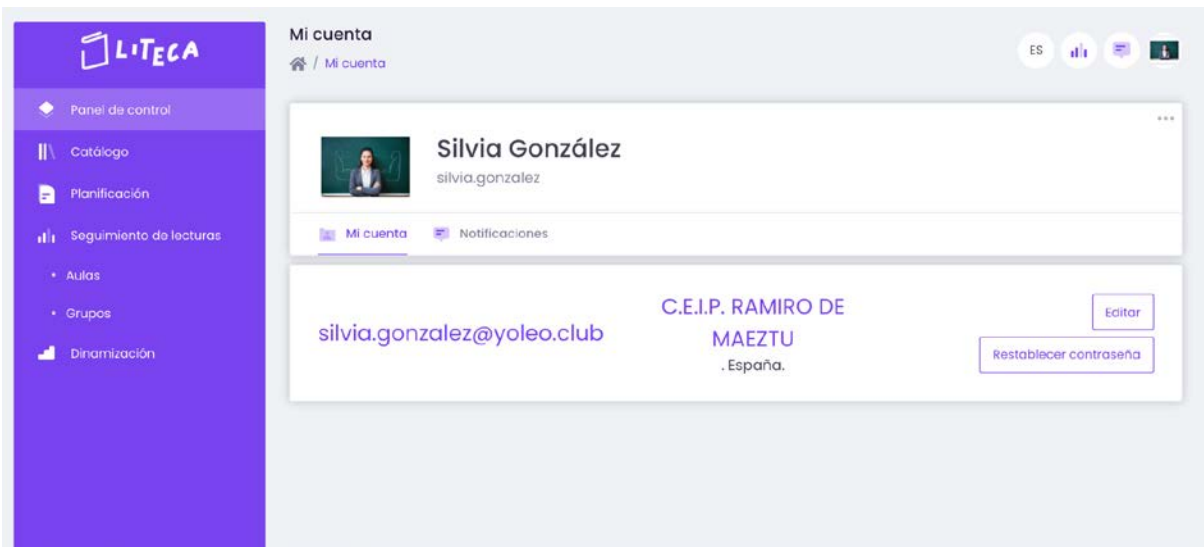 LITECA
Panel de control
Catálogo
Planificación
Seguimiento de lecturas
• Aulas
• Grupos
Dinamización
Mi cuenta
/ Mi cuenta
ES
Silvia González
silvia.gonzalez
Mi cuenta
Notificaciones
silvia.gonzalez@yoleo.club
C.E.I.P. RAMIRO DE
MAEZTU
. España.
Editar
Restablecer contraseña